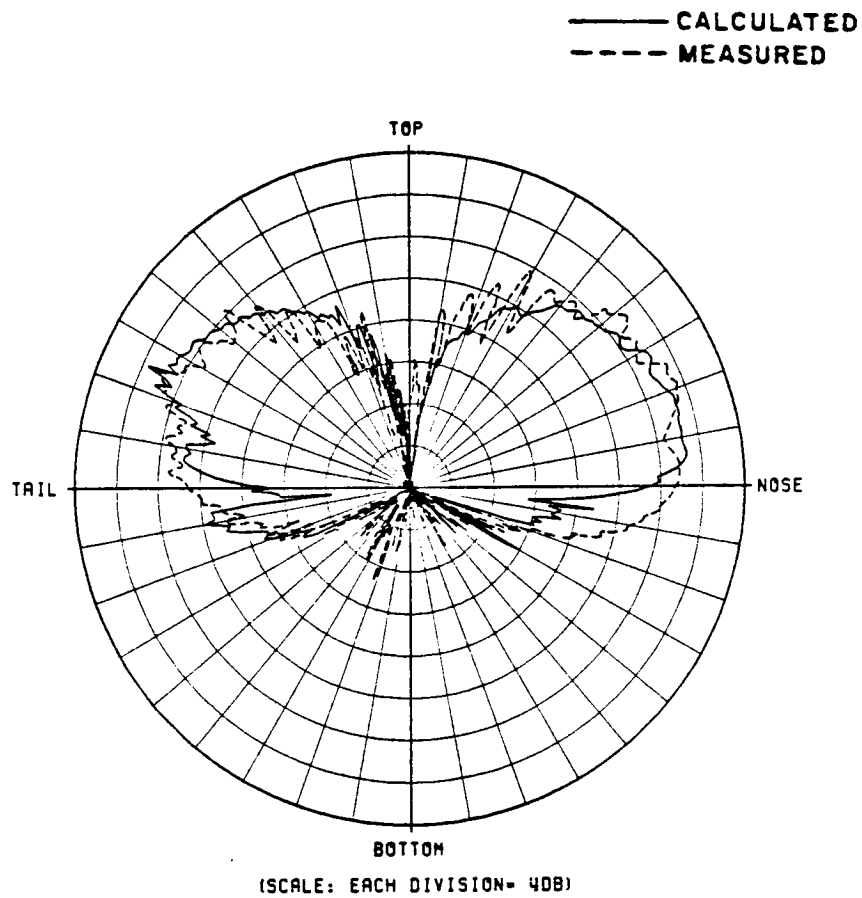 CALCULATED
MEASURED
TOP
TAIL
NOSE
BOTTOM
(SCALE: EACH DIVISION= 4DB)